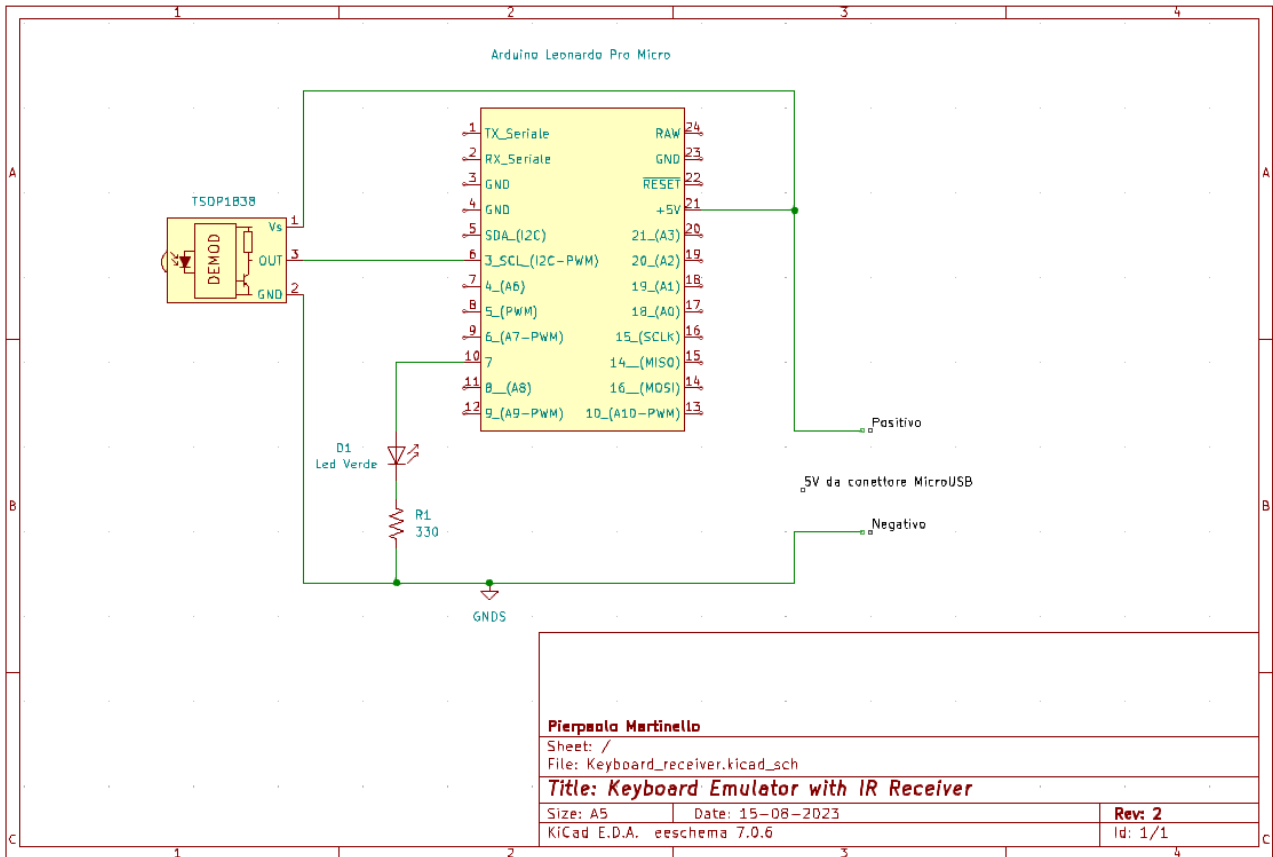 1 2 3 4
Arduino Leonardo Pro Micro
A A
TSOP1838
Vs 1
OUT 3
GND 2
DEMOD
1 TX_Seriale
2 RX_Seriale
3 GND
4 GND
5 SDA_(I2C)
6 3_SCL_(I2C-PWM)
7 4_(A6)
8 5_(PWM)
9 6_(A7-PWM)
10 7
11 8__(A8)
12 9_(A9-PWM)
RAW 24
GND 23
RESET 22
+5V 21
21_(A3) 20
20_(A2) 19
19_(A1) 18
18_(A0) 17
15_(SCLK) 16
14__(MISO) 15
16__(MOSI) 14
10_(A10-PWM) 13
Positivo
5V da conettore MicroUSB
Negativo
B B
D1
Led Verde
R1
330
GNDS
Pierpaolo Martinello
Sheet: /
File: Keyboard_receiver.kicad_sch
Title: Keyboard Emulator with IR Receiver
Size: A5 Date: 15-08-2023 Rev: 2
KiCad E.D.A. eeschema 7.0.6 Id: 1/1
C C
1 2 3 4